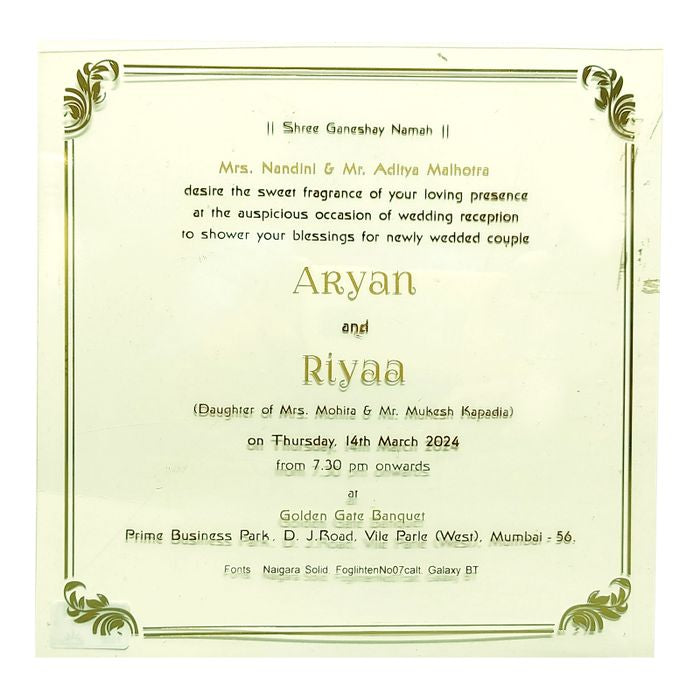 || Shree Ganeshay Namah ||
Mrs. Nandini & Mr. Aditya Malhotra
desire the sweet fragrance of your loving presence
at the auspicious occasion of wedding reception
to shower your blessings for newly wedded couple
Aryan
and
Riyaa
(Daughter of Mrs. Mohita & Mr. Mukesh Kapadia)
on Thursday, 14th March 2024
from 7.30 pm onwards
at
Golden Gate Banquet
Prime Business Park, D. J.Road, Vile Parle (West), Mumbai - 56.
Fonts Naigara Solid, FoglihtenNo07calt, Galaxy BT